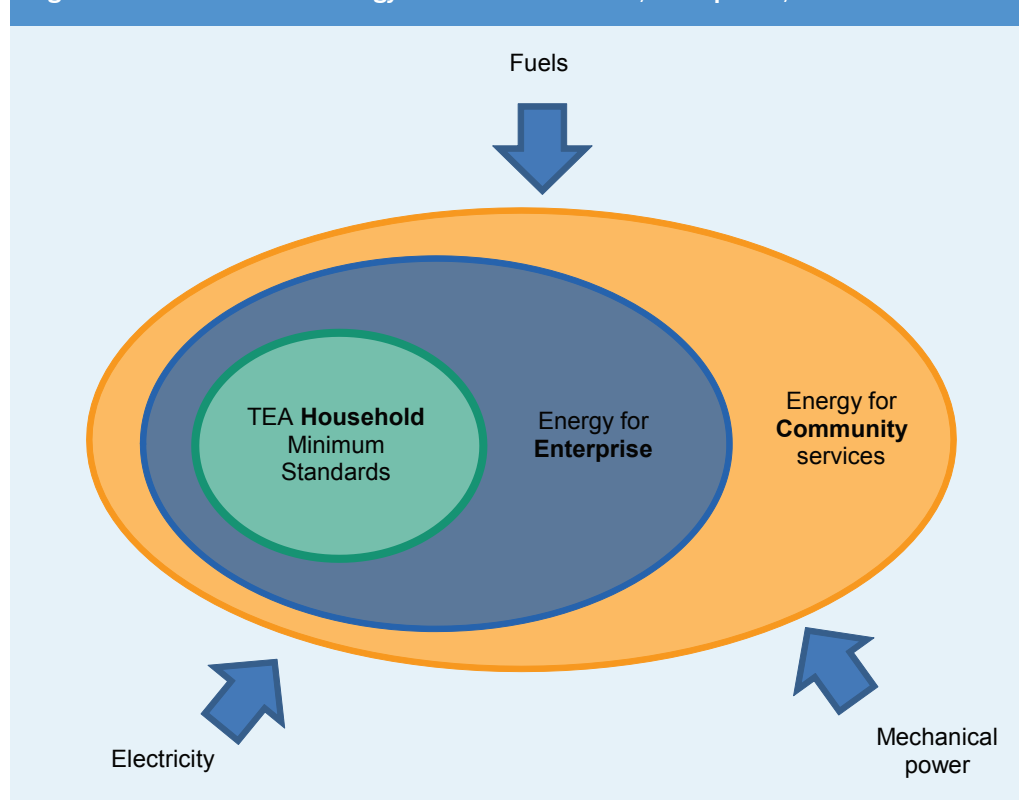 Fuels
TEA Household
Minimum
Standards
Energy for
Enterprise
Energy for
Community
services
Electricity
Mechanical
power